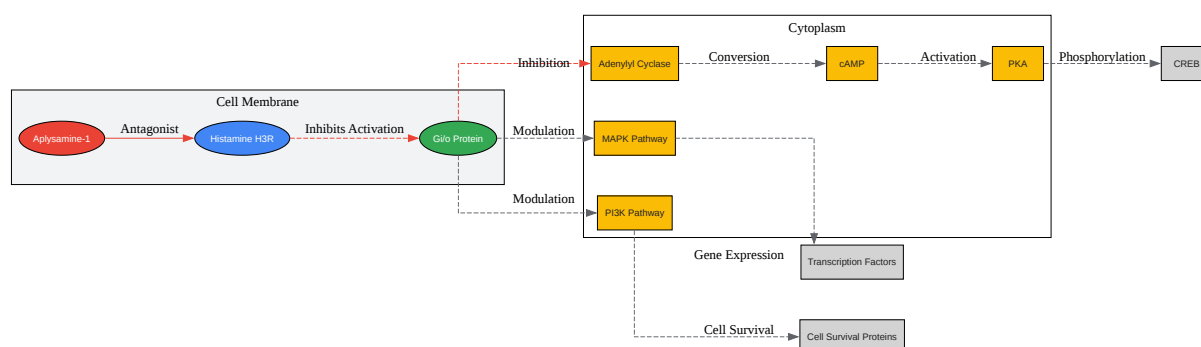 Cytoplasm
Inhibition
Adenylyl Cyclase
Conversion
cAMP
Activation
PKA
Phosphorylation
CREB
Cell Membrane
Aplysamine-1
Antagonist
Histamine H3R
Inhibits Activation
Gi/o Protein
Modulation
MAPK Pathway
Modulation
PI3K Pathway
Gene Expression
Transcription Factors
Cell Survival
Cell Survival Proteins